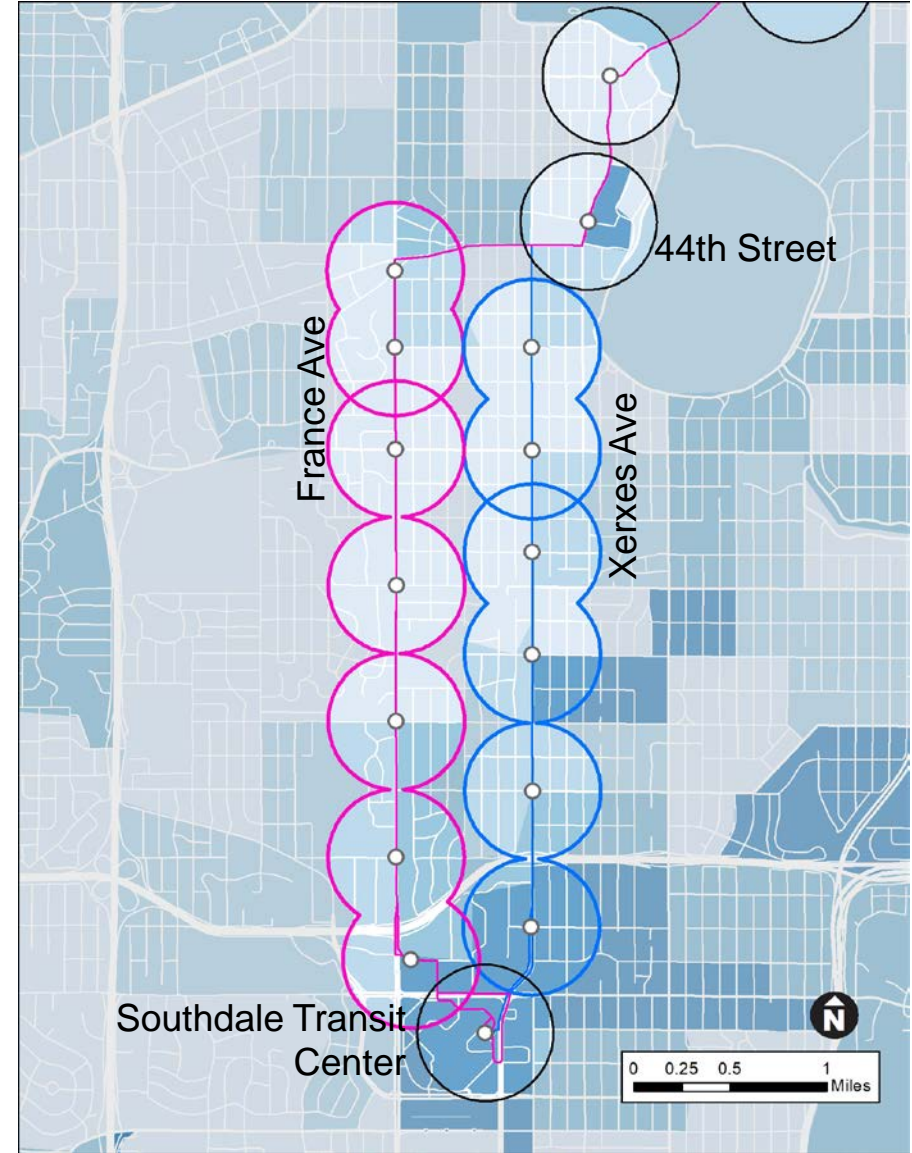 44th Street
France Ave
Xerxes Ave
Southdale Transit
Center
N
0 0.25 0.5 1
Miles